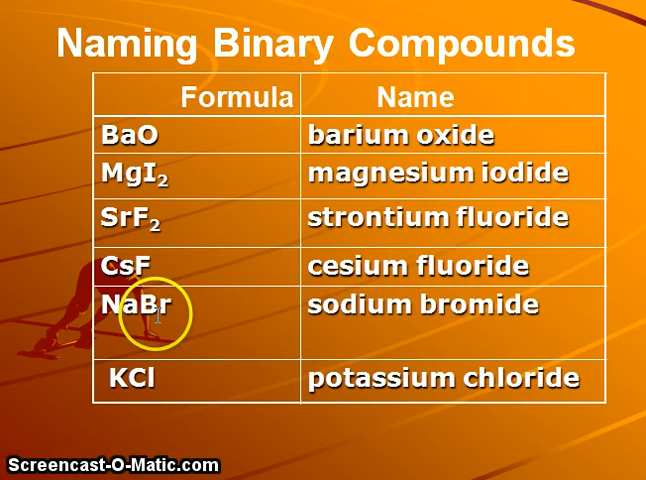 Naming Binary Compounds
Formula Name
BaO barium oxide
MgI₂ magnesium iodide
SrF₂ strontium fluoride
CsF cesium fluoride
NaBr sodium bromide
KCl potassium chloride
Screencast-O-Matic.com